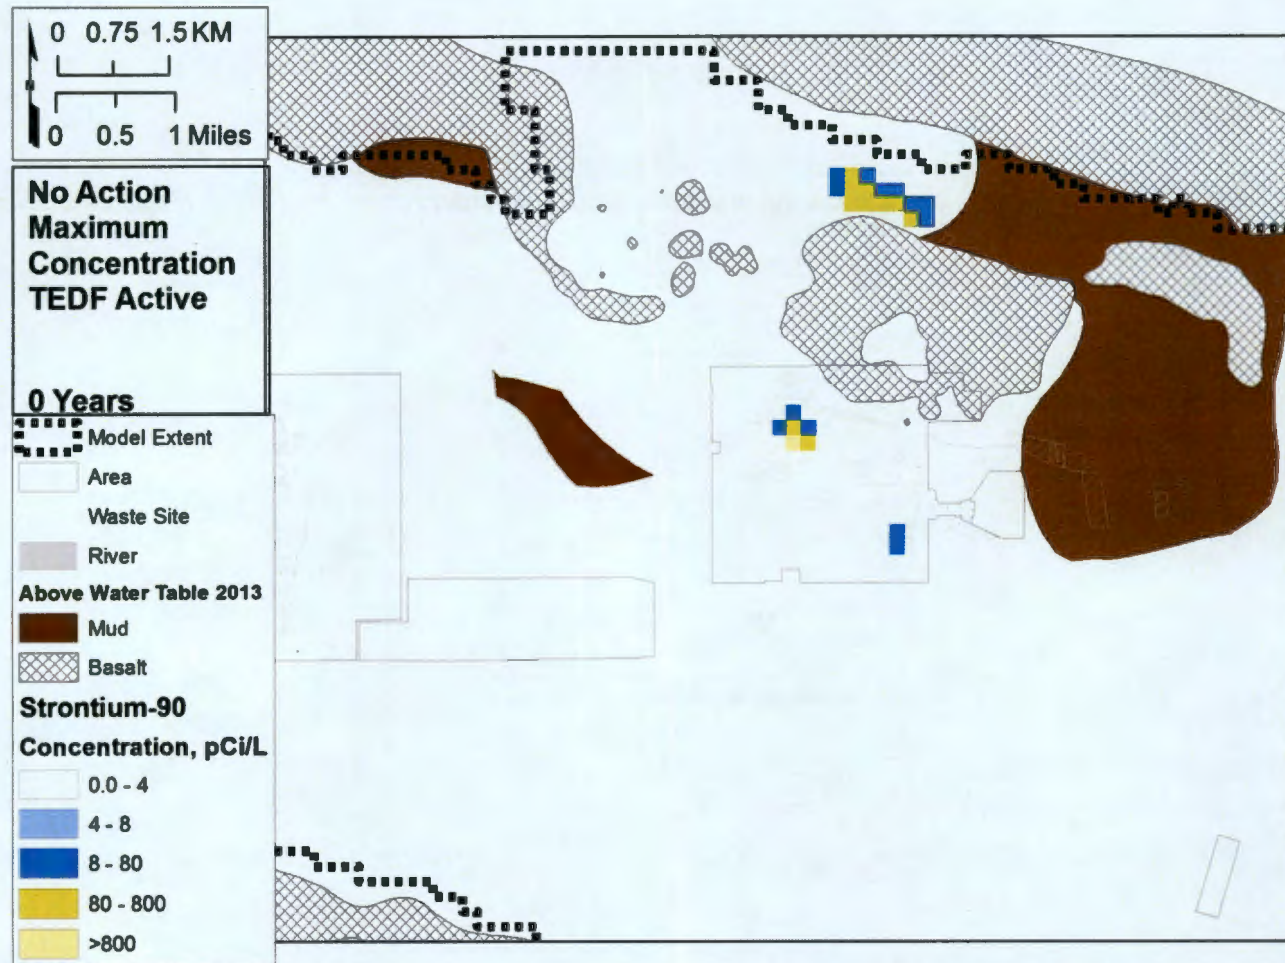 0 0.75 1.5 KM
0 0.5 1 Miles
No Action
Maximum
Concentration
TEDF Active
0 Years
Model Extent
Area
Waste Site
River
Above Water Table 2013
Mud
Basalt
Strontium-90
Concentration, pCi/L
0.0 - 4
4 - 8
8 - 80
80 - 800
>800